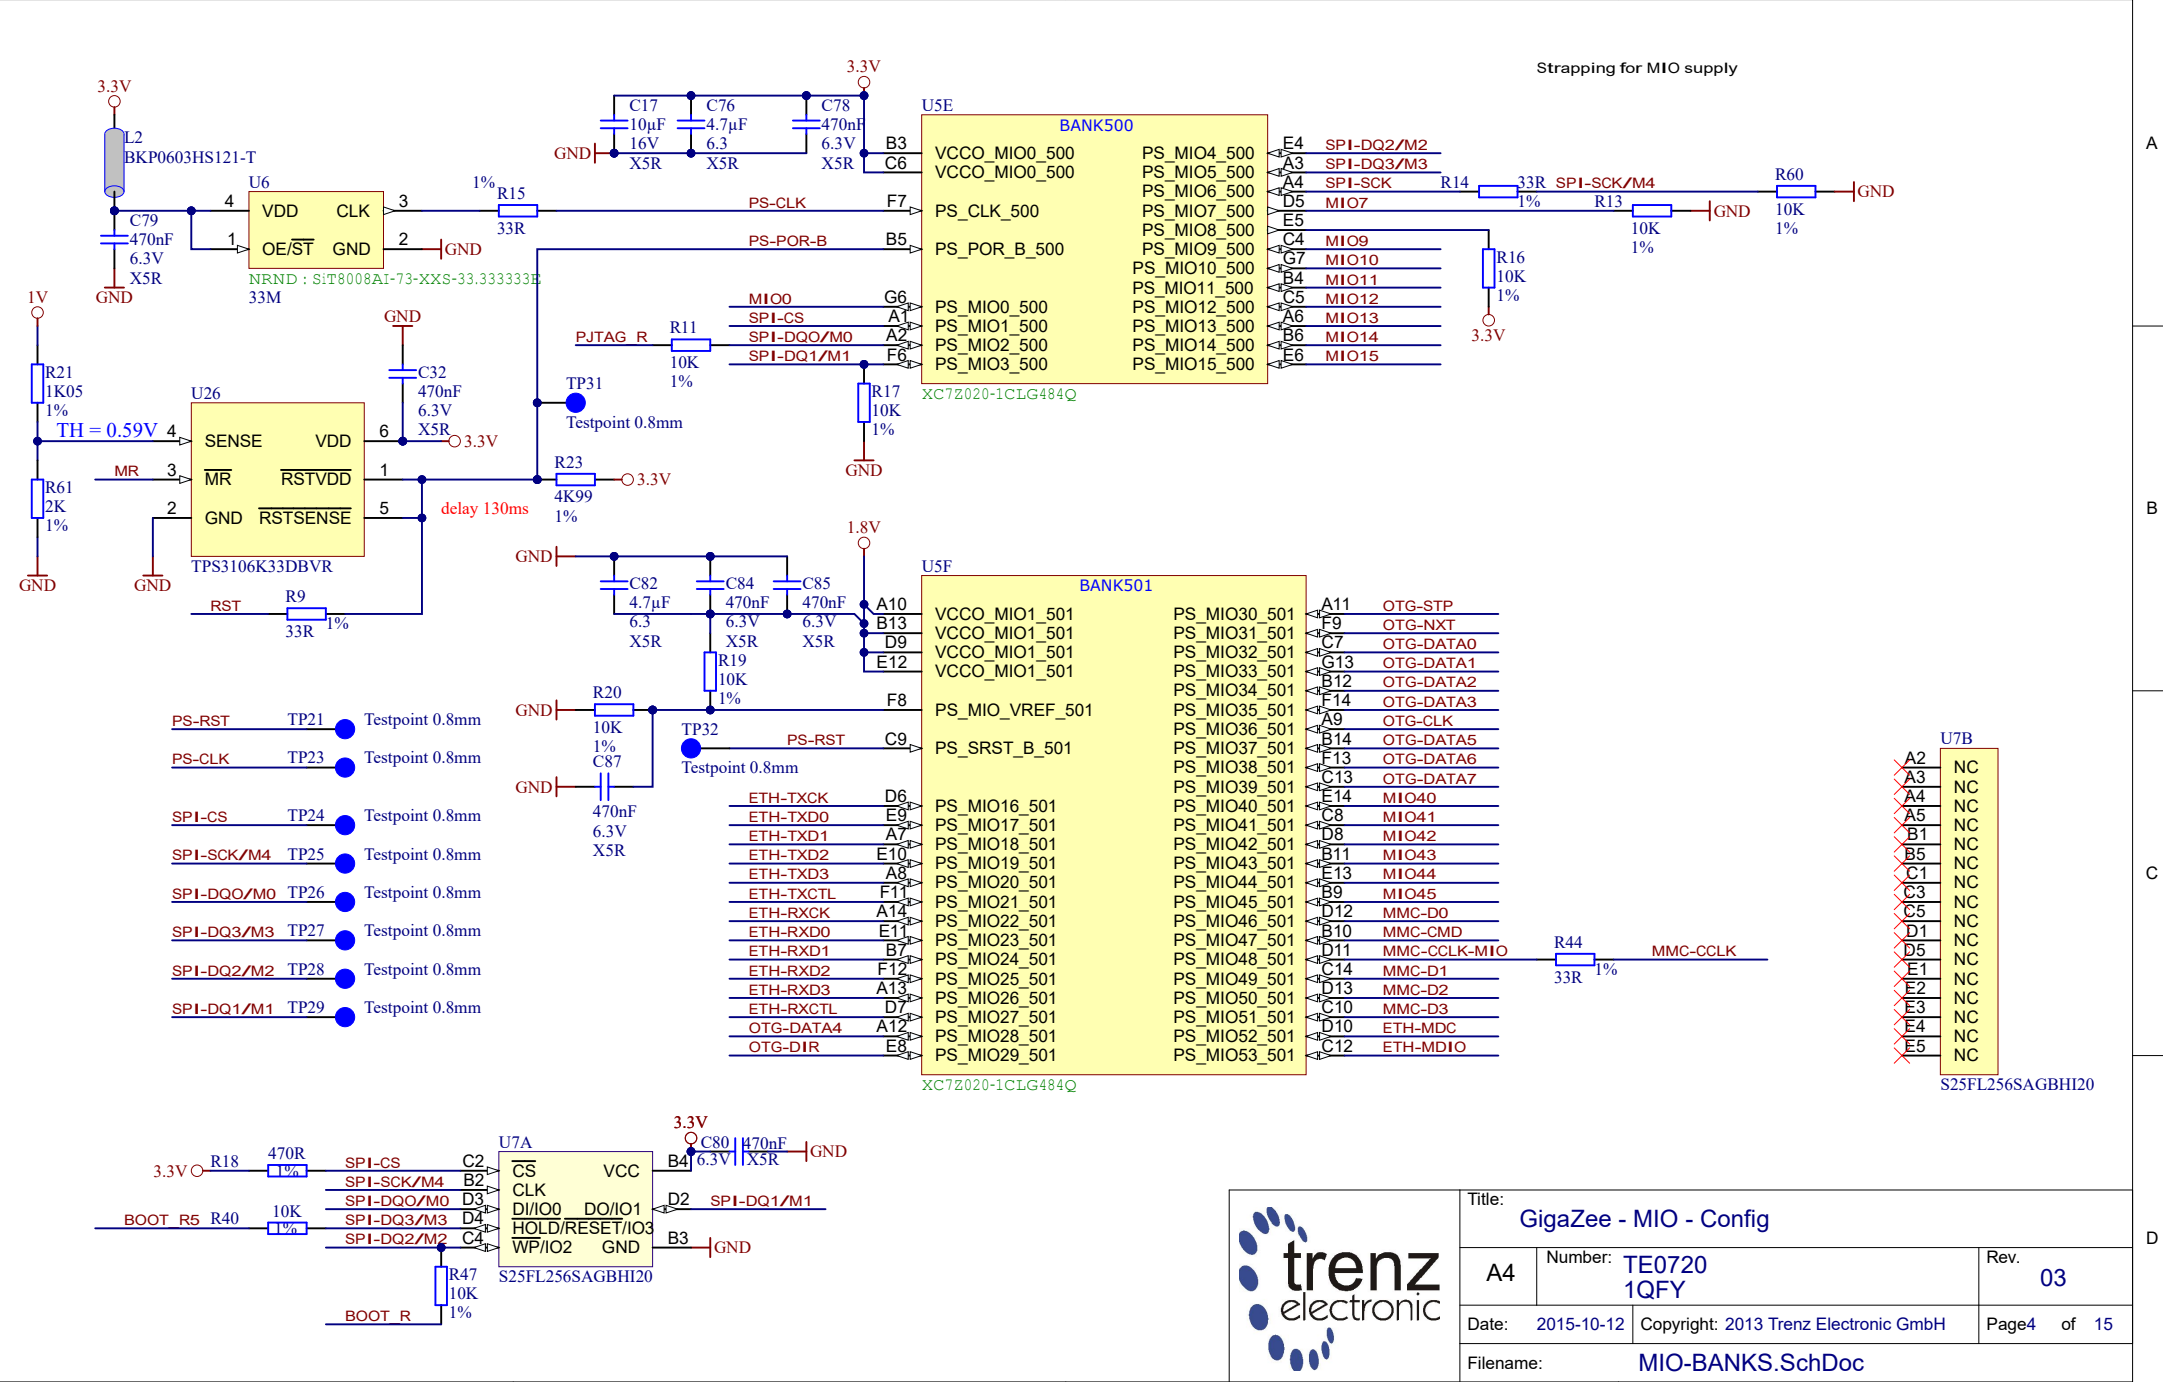 Strapping for MIO supply
3.3V
L2
BKP0603HS121-T
U6
4 VDD CLK 3
1 OE/ST GND 2
GND
NRND : SiT8008AI-73-XXS-33.333333E
33M
C79
470nF
6.3V
X5R
GND
1%
R15
33R
PS-CLK
PS-POR-B
3.3V
C17
10µF
16V
X5R
C76
4.7µF
6.3
X5R
C78
470nF
6.3V
X5R
GND
U5E
BANK500
B3 VCCO_MIO0_500
C6 VCCO_MIO0_500
F7 PS_CLK_500
B5 PS_POR_B_500
MIO0 G6 PS_MIO0_500
SPI-CS A1 PS_MIO1_500
SPI-DQO/M0 A2 PS_MIO2_500
SPI-DQ1/M1 F6 PS_MIO3_500
PS_MIO4_500 E4 SPI-DQ2/M2
PS_MIO5_500 A3 SPI-DQ3/M3
PS_MIO6_500 A4 SPI-SCK
PS_MIO7_500 D5 MIO7
PS_MIO8_500 E5
PS_MIO9_500 C4 MIO9
PS_MIO10_500 G7 MIO10
PS_MIO11_500 B4 MIO11
PS_MIO12_500 C5 MIO12
PS_MIO13_500 A6 MIO13
PS_MIO14_500 B6 MIO14
PS_MIO15_500 E6 MIO15
XC7Z020-1CLG484Q
R14 33R 1% SPI-SCK/M4
R60 10K 1% GND
R13 10K 1% GND
R16
10K
1%
3.3V
PJTAG_R R11
10K
1%
R17
10K
1%
GND
1V
R21
1K05
1%
TH = 0.59V
MR
R61
2K
1%
GND
GND
U26
4 SENSE VDD 6
3 MR RSTVDD 1
2 GND RSTSENSE 5
TPS3106K33DBVR
GND
C32
470nF
6.3V
X5R
3.3V
TP31
Testpoint 0.8mm
R23
4K99
1%
3.3V
delay 130ms
RST R9
33R 1%
1.8V
GND
C82
4.7µF
6.3
X5R
C84
470nF
6.3V
X5R
C85
470nF
6.3V
X5R
R19
10K
1%
GND R20
10K
1%
GND C87
470nF
6.3V
X5R
TP32
Testpoint 0.8mm
PS-RST
U5F
BANK501
A10 VCCO_MIO1_501
B13 VCCO_MIO1_501
D9 VCCO_MIO1_501
E12 VCCO_MIO1_501
F8 PS_MIO_VREF_501
C9 PS_SRST_B_501
ETH-TXCK D6 PS_MIO16_501
ETH-TXD0 E9 PS_MIO17_501
ETH-TXD1 A7 PS_MIO18_501
ETH-TXD2 E10 PS_MIO19_501
ETH-TXD3 A8 PS_MIO20_501
ETH-TXCTL F11 PS_MIO21_501
ETH-RXCK A14 PS_MIO22_501
ETH-RXD0 E11 PS_MIO23_501
ETH-RXD1 B7 PS_MIO24_501
ETH-RXD2 F12 PS_MIO25_501
ETH-RXD3 A13 PS_MIO26_501
ETH-RXCTL D7 PS_MIO27_501
OTG-DATA4 A12 PS_MIO28_501
OTG-DIR E8 PS_MIO29_501
PS_MIO30_501 A11 OTG-STP
PS_MIO31_501 F9 OTG-NXT
PS_MIO32_501 C7 OTG-DATA0
PS_MIO33_501 G13 OTG-DATA1
PS_MIO34_501 B12 OTG-DATA2
PS_MIO35_501 F14 OTG-DATA3
PS_MIO36_501 A9 OTG-CLK
PS_MIO37_501 B14 OTG-DATA5
PS_MIO38_501 F13 OTG-DATA6
PS_MIO39_501 C13 OTG-DATA7
PS_MIO40_501 E14 MIO40
PS_MIO41_501 C8 MIO41
PS_MIO42_501 D8 MIO42
PS_MIO43_501 B11 MIO43
PS_MIO44_501 E13 MIO44
PS_MIO45_501 B9 MIO45
PS_MIO46_501 D12 MMC-D0
PS_MIO47_501 B10 MMC-CMD
PS_MIO48_501 D11 MMC-CCLK-MIO
PS_MIO49_501 C14 MMC-D1
PS_MIO50_501 D13 MMC-D2
PS_MIO51_501 C10 MMC-D3
PS_MIO52_501 D10 ETH-MDC
PS_MIO53_501 C12 ETH-MDIO
XC7Z020-1CLG484Q
R44
33R 1%
MMC-CCLK
PS-RST TP21 Testpoint 0.8mm
PS-CLK TP23 Testpoint 0.8mm
SPI-CS TP24 Testpoint 0.8mm
SPI-SCK/M4 TP25 Testpoint 0.8mm
SPI-DQO/M0 TP26 Testpoint 0.8mm
SPI-DQ3/M3 TP27 Testpoint 0.8mm
SPI-DQ2/M2 TP28 Testpoint 0.8mm
SPI-DQ1/M1 TP29 Testpoint 0.8mm
U7B
A2 NC
A3 NC
A4 NC
A5 NC
B1 NC
B5 NC
C1 NC
C3 NC
C5 NC
D1 NC
D5 NC
E1 NC
E2 NC
E3 NC
E4 NC
E5 NC
S25FL256SAGBHI20
3.3V R18 470R 1%
BOOT_R5 R40 10K 1%
U7A
SPI-CS C2 CS
SPI-SCK/M4 B2 CLK
SPI-DQO/M0 D3 DI/IO0
SPI-DQ3/M3 D4 HOLD/RESET/IO3
SPI-DQ2/M2 C4 WP/IO2
VCC B4
DO/IO1 D2 SPI-DQ1/M1
GND B3 GND
S25FL256SAGBHI20
3.3V
C80 470nF
6.3V X5R
GND
R47
10K
1%
BOOT_R
A
B
C
D
trenz
electronic
Title:
GigaZee - MIO - Config
A4
Number: TE0720
1QFY
Rev.
03
Date: 2015-10-12
Copyright: 2013 Trenz Electronic GmbH
Page4 of 15
Filename: MIO-BANKS.SchDoc